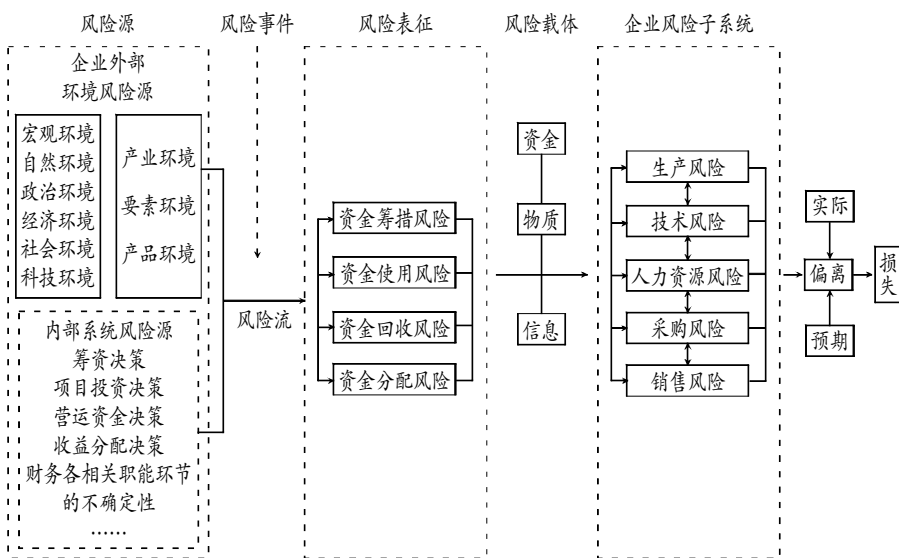 风险源
风险事件
风险表征
风险载体
企业风险子系统
企业外部
环境风险源
宏观环境
自然环境
政治环境
经济环境
社会环境
科技环境
产业环境
要素环境
产品环境
内部系统风险源
筹资决策
项目投资决策
营运资金决策
收益分配决策
财务各相关职能环节
的不确定性
……
风险流
资金筹措风险
资金使用风险
资金回收风险
资金分配风险
资金
物质
信息
生产风险
技术风险
人力资源风险
采购风险
销售风险
实际
偏离
预期
损
失